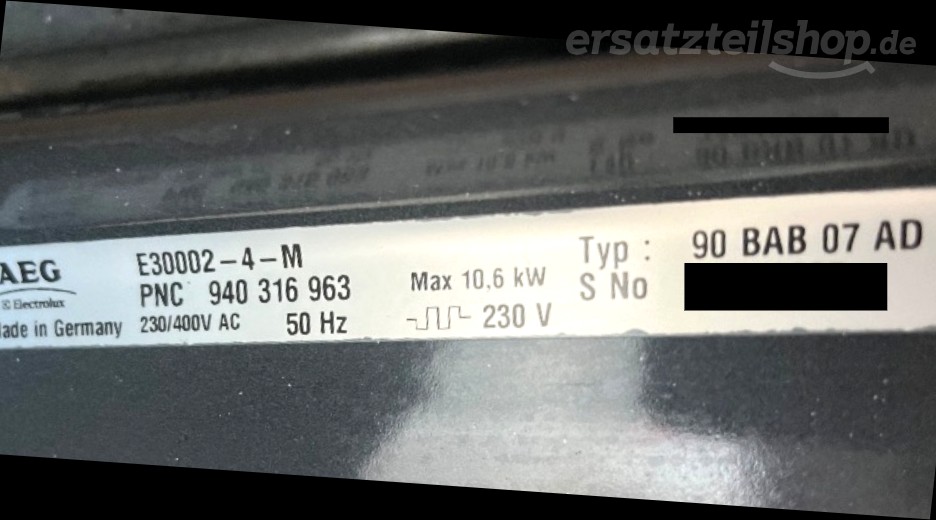 ersatzteilshop.de
AEG
Electrolux
Made in Germany
E30002-4-M
PNC 940 316 963
230/400V AC 50 Hz
Max 10,6 kW
230 V
Typ : 90 BAB 07 AD
S No